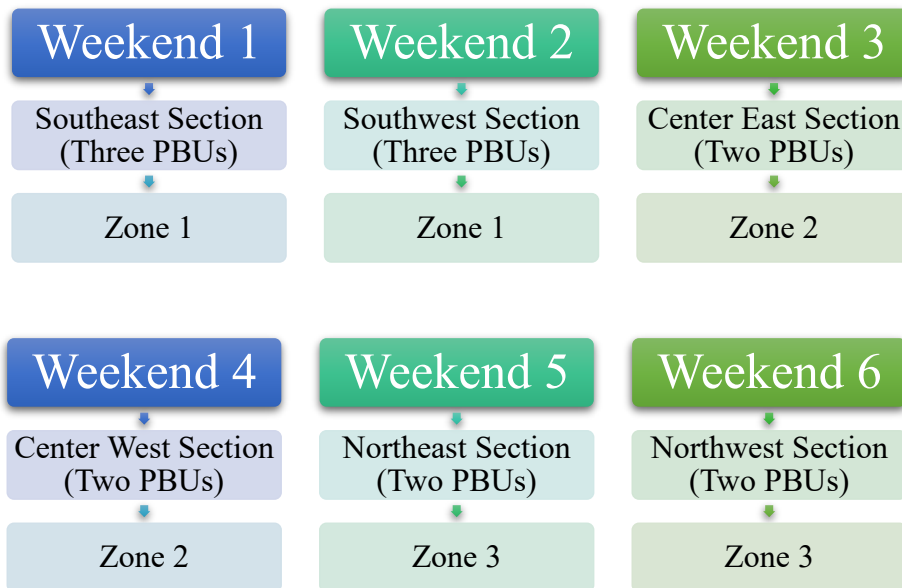 Weekend 1
Southeast Section
(Three PBUs)
Zone 1
Weekend 2
Southwest Section
(Three PBUs)
Zone 1
Weekend 3
Center East Section
(Two PBUs)
Zone 2
Weekend 4
Center West Section
(Two PBUs)
Zone 2
Weekend 5
Northeast Section
(Two PBUs)
Zone 3
Weekend 6
Northwest Section
(Two PBUs)
Zone 3